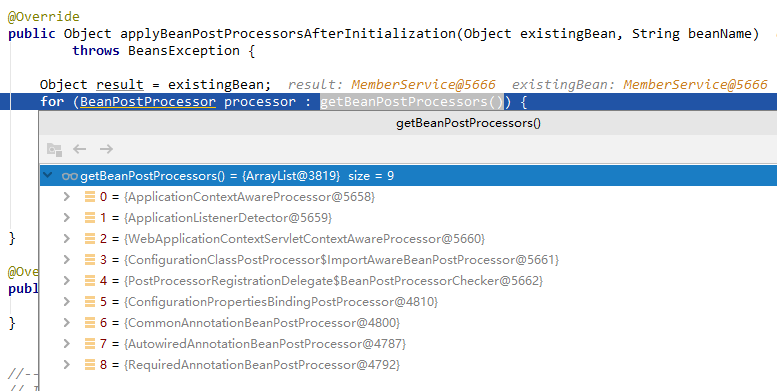 @Override
public Object applyBeanPostProcessorsAfterInitialization(Object existingBean, String beanName)
throws BeansException {
Object result = existingBean; result: MemberService@5666 existingBean: MemberService@5666
for (BeanPostProcessor processor : getBeanPostProcessors()) {
getBeanPostProcessors()
getBeanPostProcessors() = {ArrayList@3819} size = 9
0 = {ApplicationContextAwareProcessor@5658}
1 = {ApplicationListenerDetector@5659}
2 = {WebApplicationContextServletContextAwareProcessor@5660}
3 = {ConfigurationClassPostProcessor$ImportAwareBeanPostProcessor@5661}
}
4 = {PostProcessorRegistrationDelegate$BeanPostProcessorChecker@5662}
@Ove
5 = {ConfigurationPropertiesBindingPostProcessor@4810}
pub
6 = {CommonAnnotationBeanPostProcessor@4800}
}
7 = {AutowiredAnnotationBeanPostProcessor@4787}
8 = {RequiredAnnotationBeanPostProcessor@4792}
//--